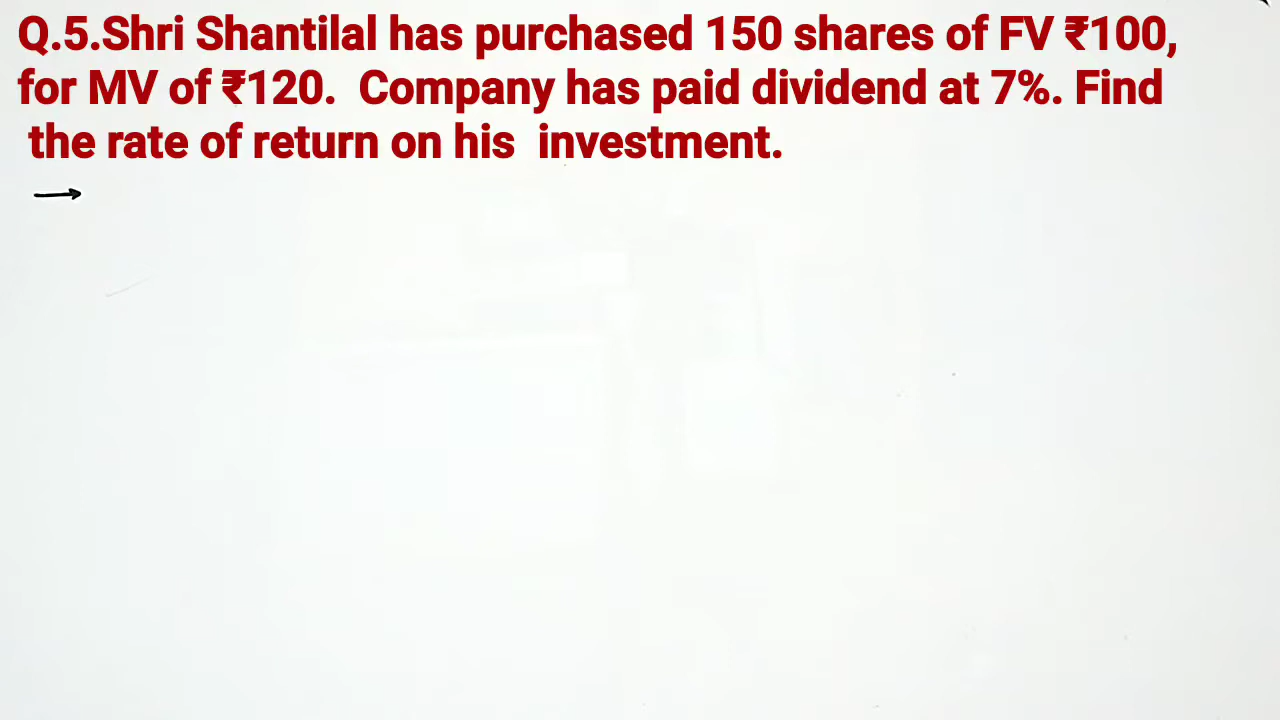 Q.5.Shri Shantilal has purchased 150 shares of FV ₹100,
for MV of ₹120.  Company has paid dividend at 7%. Find
the rate of return on his  investment.
→